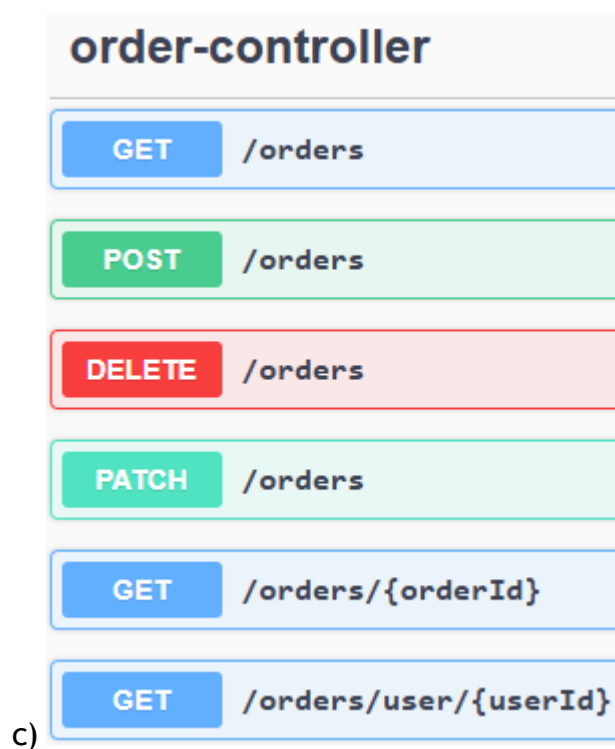 order-controller
GET /orders
POST /orders
DELETE /orders
PATCH /orders
GET /orders/{orderId}
c) GET /orders/user/{userId}